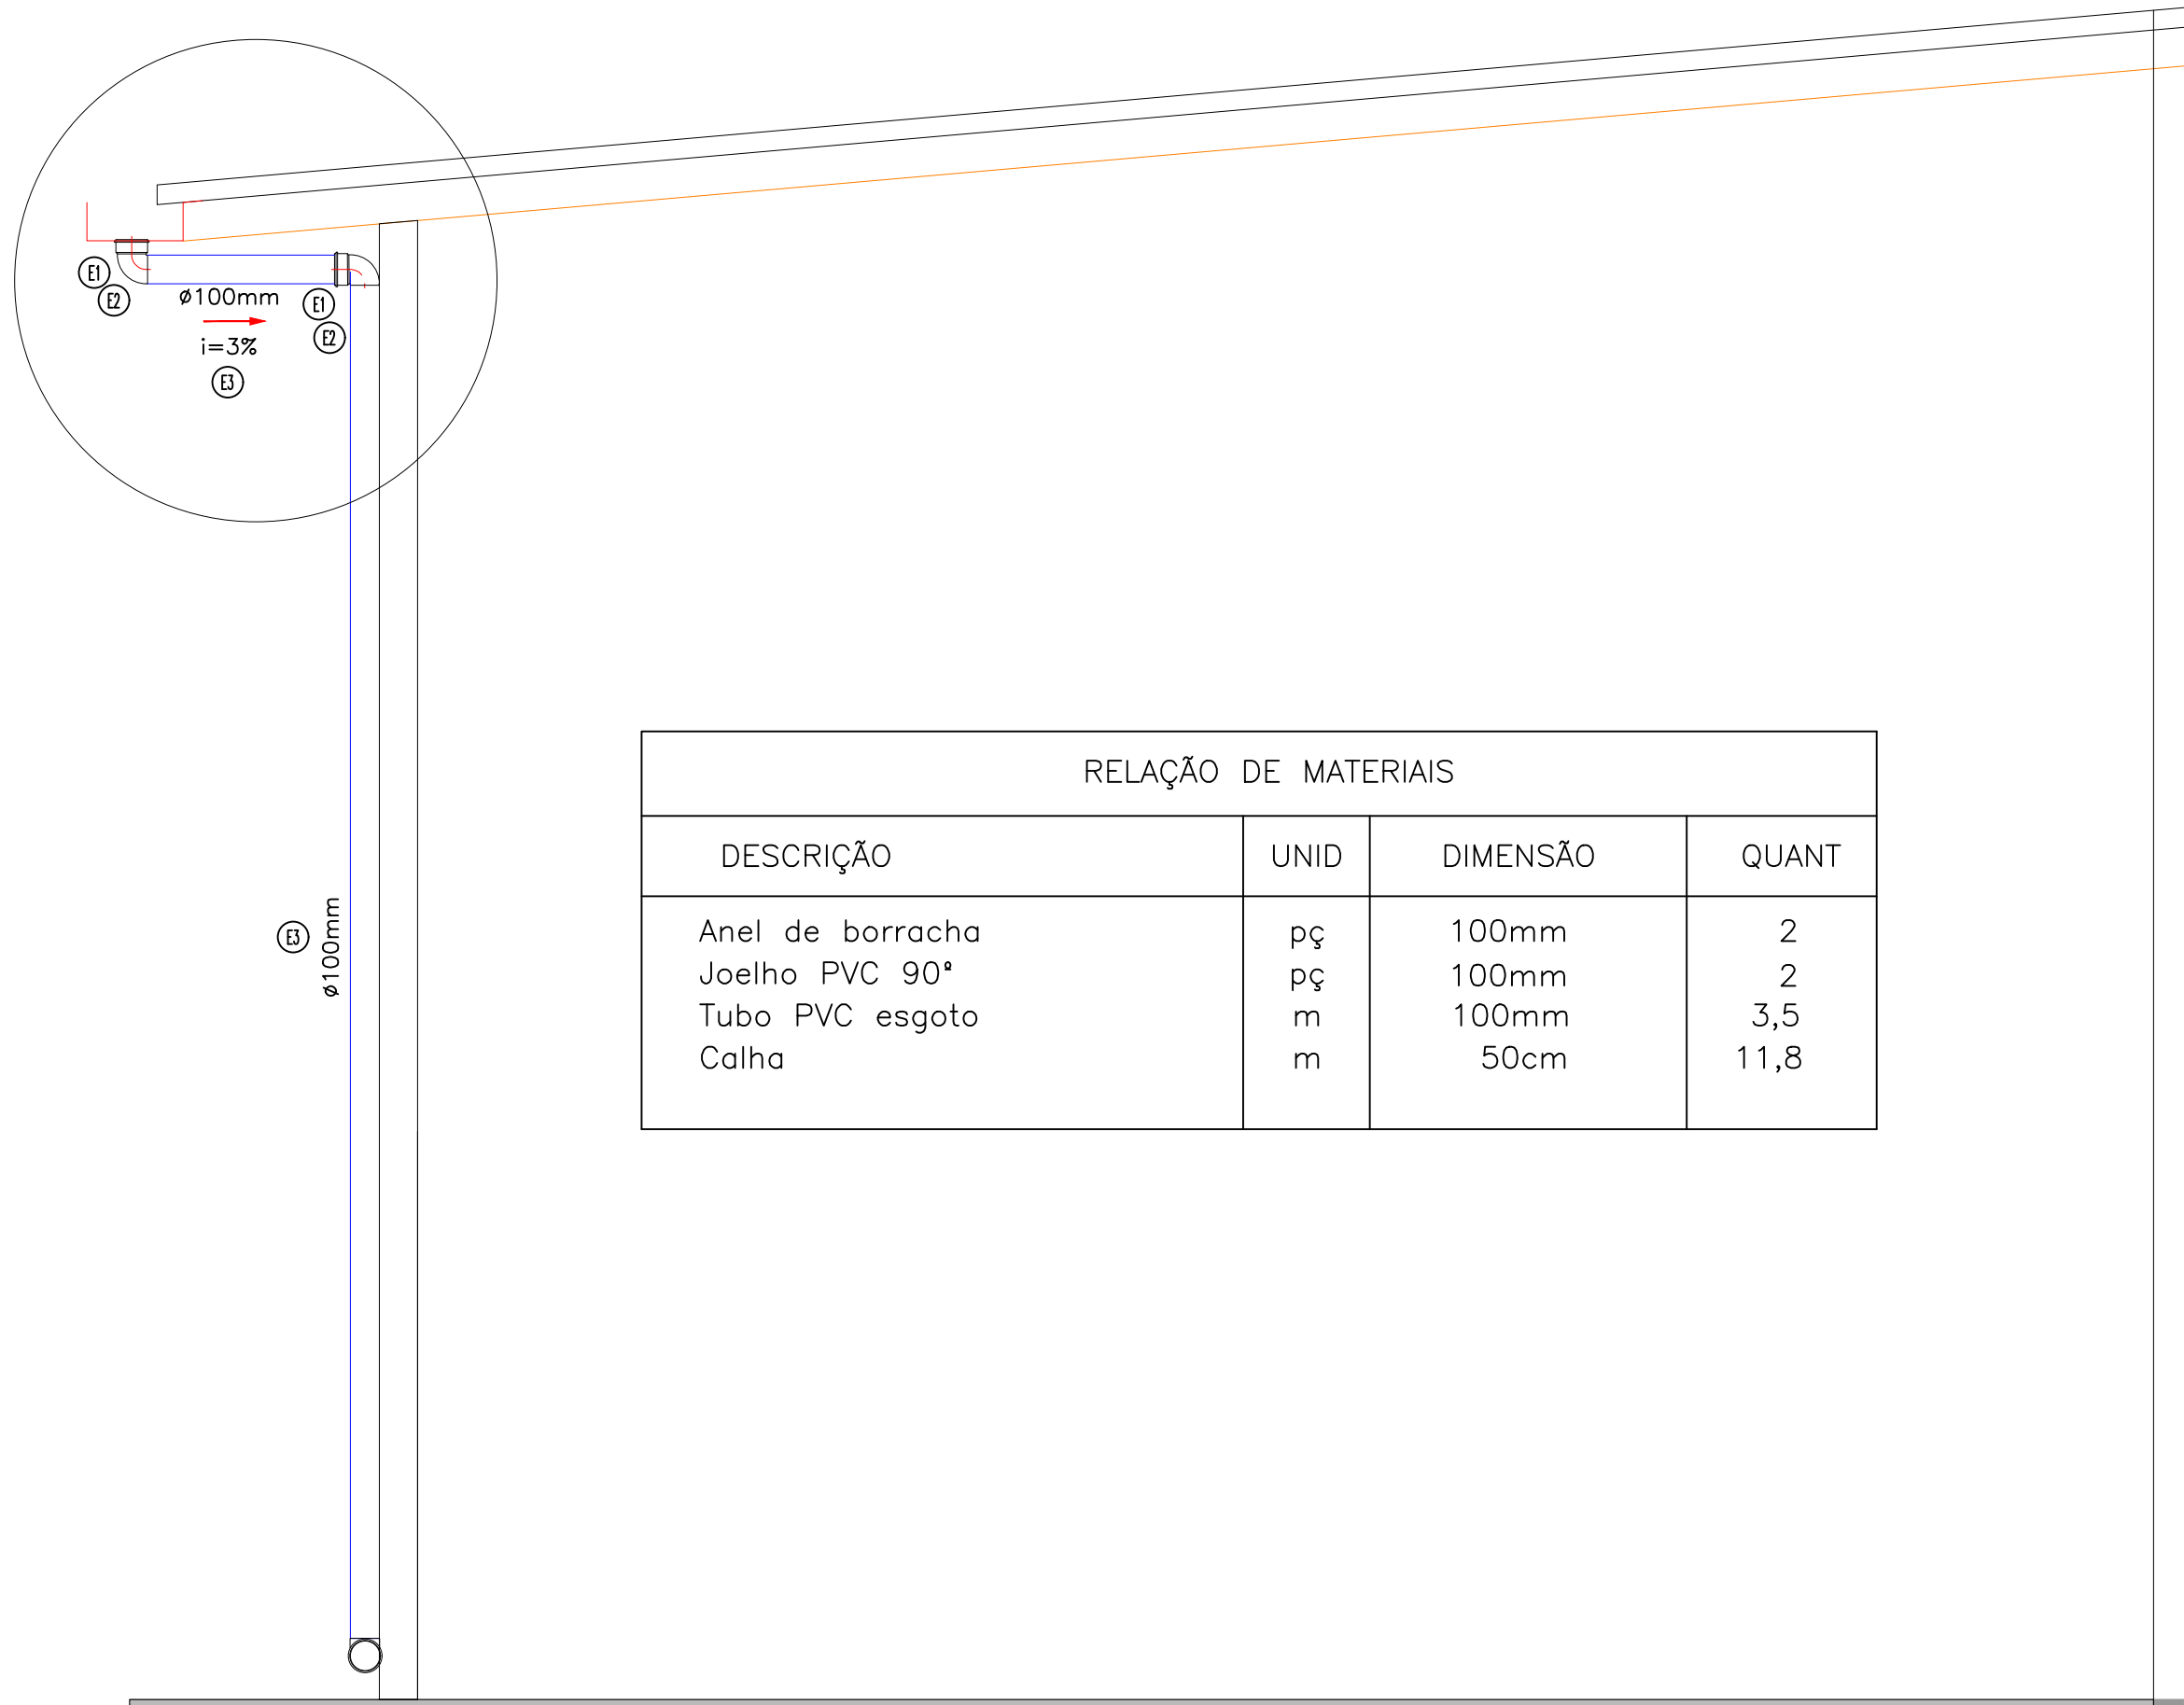 E1
E2
ø100mm
i=3%
E3
E1
E2
E3
ø100mm
RELAÇÃO DE MATERIAIS
DESCRIÇÃO UNID DIMENSÃO QUANT
Anel de borracha pç 100mm 2
Joelho PVC 90º pç 100mm 2
Tubo PVC esgoto m 100mm 3,5
Calha m 50cm 11,8